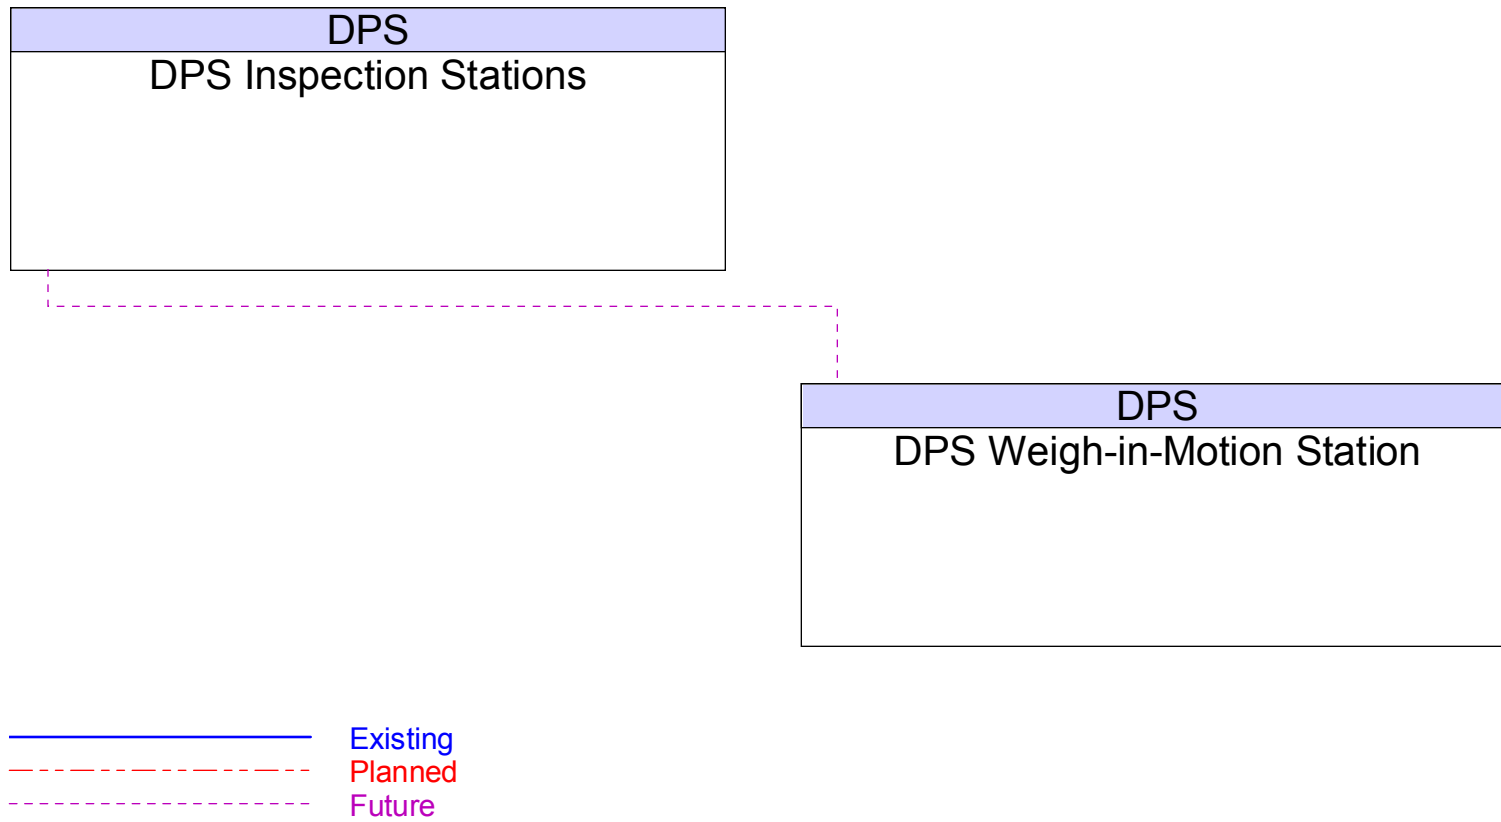 DPS
DPS Inspection Stations
DPS
DPS Weigh-in-Motion Station
Existing
Planned
Future